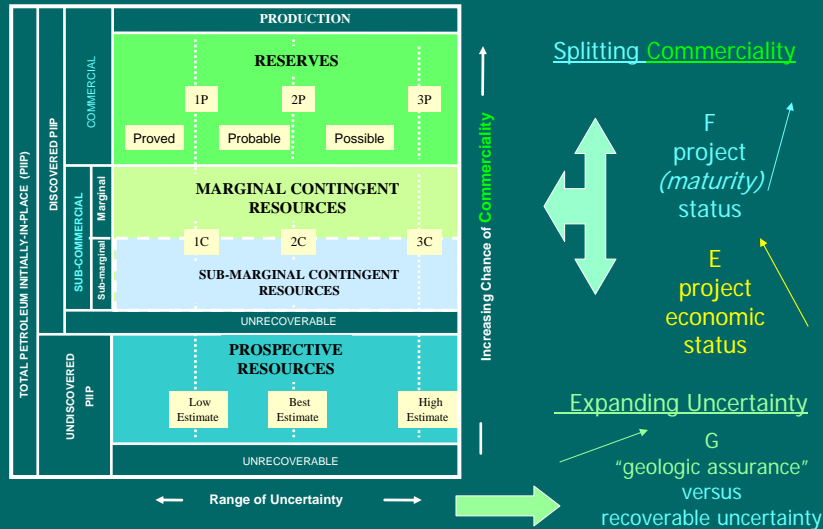 PRODUCTION
RESERVES
1P
2P
3P
Proved
Probable
Possible
MARGINAL CONTINGENT
RESOURCES
1C
2C
3C
SUB-MARGINAL CONTINGENT
RESOURCES
UNRECOVERABLE
PROSPECTIVE
RESOURCES
Low
Estimate
Best
Estimate
High
Estimate
UNRECOVERABLE
TOTAL PETROLEUM INITIALLY-IN-PLACE (PIIP)
DISCOVERED PIIP
UNDISCOVERED
PIIP
COMMERCIAL
SUB-COMMERCIAL
Marginal
Sub-marginal
Range of Uncertainty
Increasing Chance of Commerciality
Splitting Commerciality
F
project
(maturity)
status
E
project
economic
status
Expanding Uncertainty
G
"geologic assurance"
versus
recoverable uncertainty